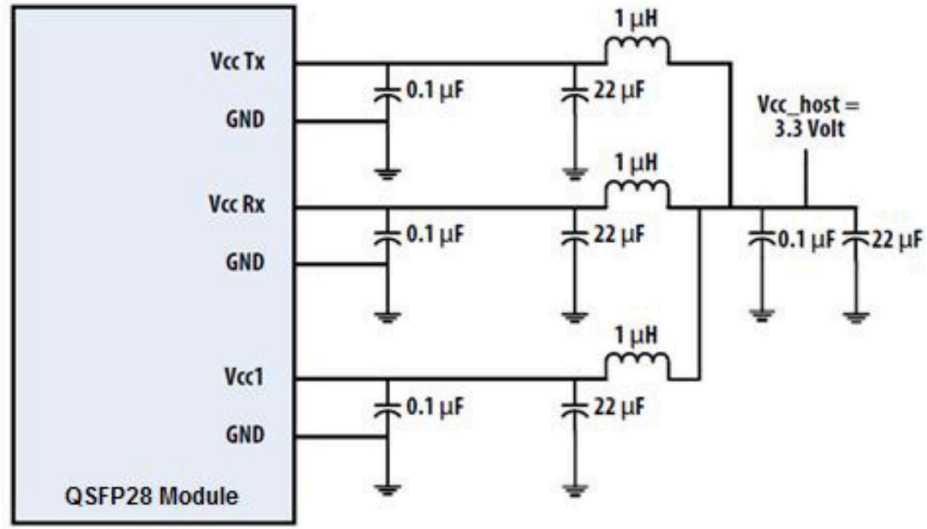 1 μH
Vcc Tx
0.1 μF
22 μF
GND
Vcc_host =
3.3 Volt
1 μH
Vcc Rx
0.1 μF
22 μF
0.1 μF
22 μF
GND
1 μH
Vcc1
0.1 μF
22 μF
GND
QSFP28 Module